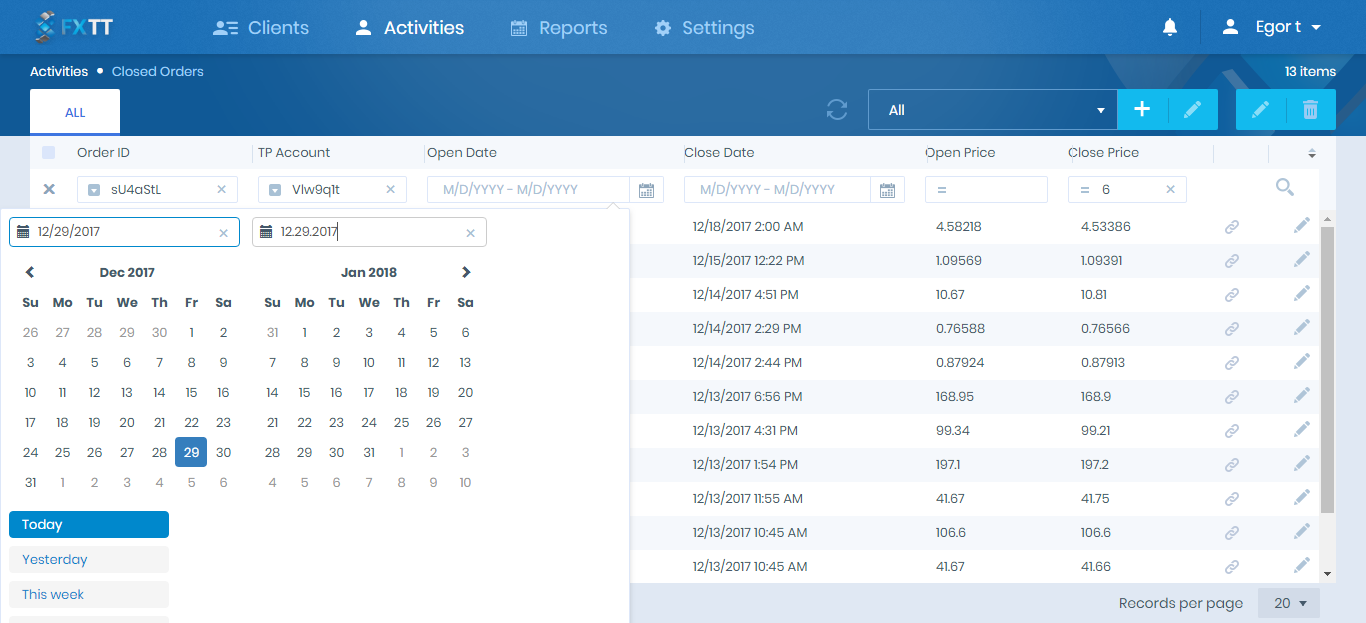 FXTT Clients Activities Reports Settings Egor t
Activities • Closed Orders 13 items
ALL All
Order ID TP Account Open Date Close Date Open Price Close Price
sU4aStL VIw9q1t M/D/YYYY - M/D/YYYY M/D/YYYY - M/D/YYYY = = 6
12/29/2017 12.29.2017
12/18/2017 2:00 AM 4.58218 4.53386
12/15/2017 12:22 PM 1.09569 1.09391
12/14/2017 4:51 PM 10.67 10.81
12/14/2017 2:29 PM 0.76588 0.76566
12/14/2017 2:44 PM 0.87924 0.87913
12/13/2017 6:56 PM 168.95 168.9
12/13/2017 4:31 PM 99.34 99.21
12/13/2017 1:54 PM 197.1 197.2
12/13/2017 11:55 AM 41.67 41.75
12/13/2017 10:45 AM 106.6 106.6
12/13/2017 10:45 AM 41.67 41.66
Dec 2017
Su Mo Tu We Th Fr Sa
26 27 28 29 30 1 2
3 4 5 6 7 8 9
10 11 12 13 14 15 16
17 18 19 20 21 22 23
24 25 26 27 28 29 30
31 1 2 3 4 5 6
Jan 2018
Su Mo Tu We Th Fr Sa
31 1 2 3 4 5 6
7 8 9 10 11 12 13
14 15 16 17 18 19 20
21 22 23 24 25 26 27
28 29 30 31 1 2 3
4 5 6 7 8 9 10
Today
Yesterday
This week
Records per page 20